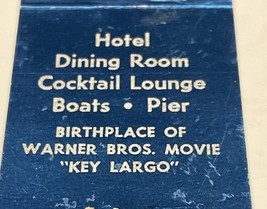 Hotel
Dining Room
Cocktail Lounge
Boats • Pier
BIRTHPLACE OF
WARNER BROS. MOVIE
"KEY LARGO"